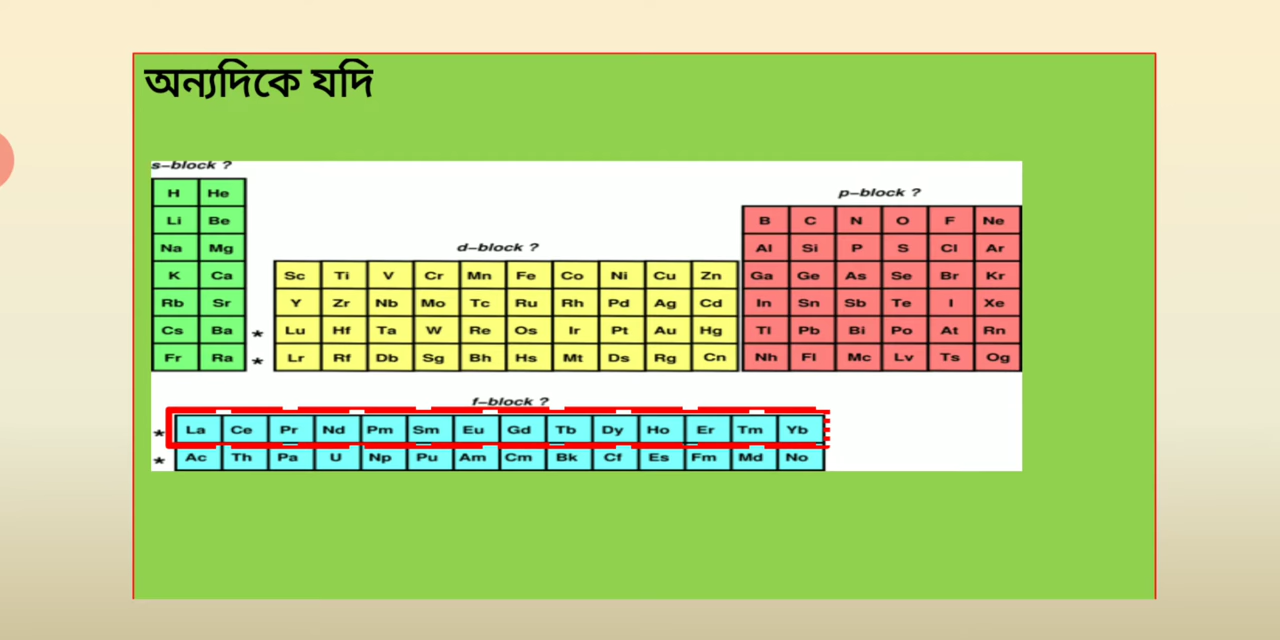 অন্যদিকে যদি
s-block ?
p-block ?
H He
Li Be B C N O F Ne
Na Mg d-block ? Al Si P S Cl Ar
K Ca Sc Ti V Cr Mn Fe Co Ni Cu Zn Ga Ge As Se Br Kr
Rb Sr Y Zr Nb Mo Tc Ru Rh Pd Ag Cd In Sn Sb Te I Xe
Cs Ba * Lu Hf Ta W Re Os Ir Pt Au Hg Tl Pb Bi Po At Rn
Fr Ra * Lr Rf Db Sg Bh Hs Mt Ds Rg Cn Nh Fl Mc Lv Ts Og
f-block ?
* La Ce Pr Nd Pm Sm Eu Gd Tb Dy Ho Er Tm Yb
* Ac Th Pa U Np Pu Am Cm Bk Cf Es Fm Md No